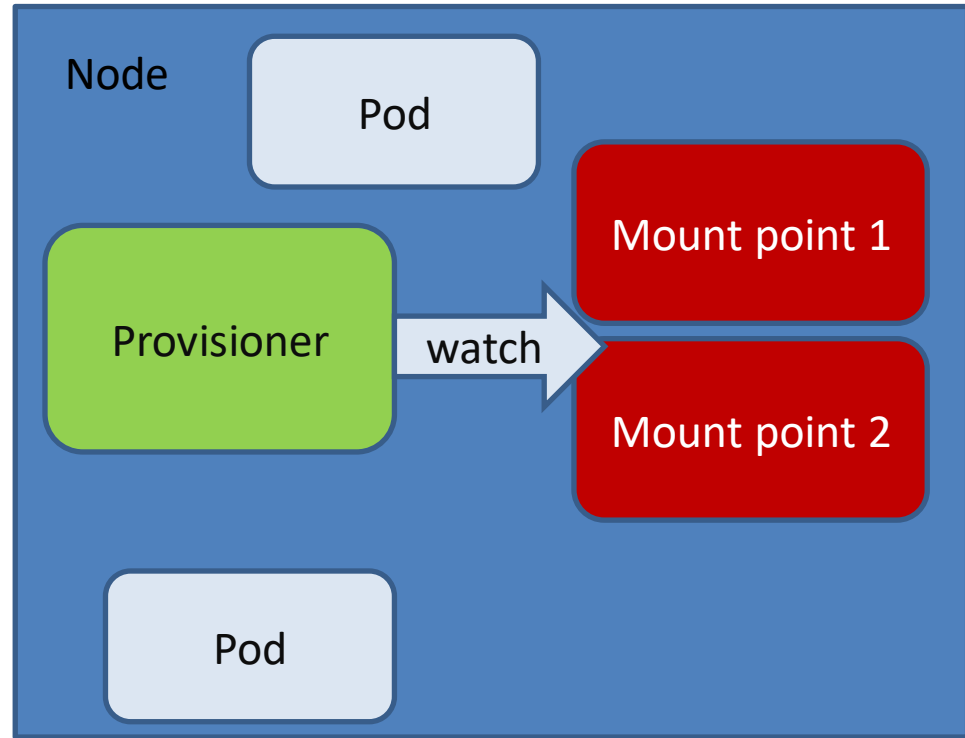 Node
Pod
Mount point 1
Provisioner
watch
Mount point 2
Pod